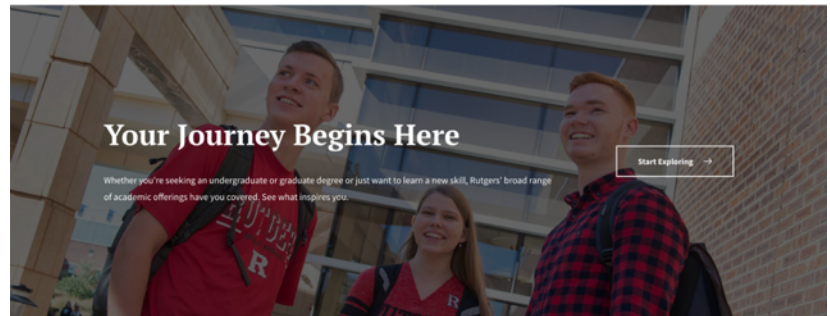 Your Journey Begins Here
Start Exploring →
Whether you're seeking an undergraduate or graduate degree or just want to learn a new skill, Rutgers' broad range
of academic offerings have you covered. See what inspires you.
RUTGERS
R
R